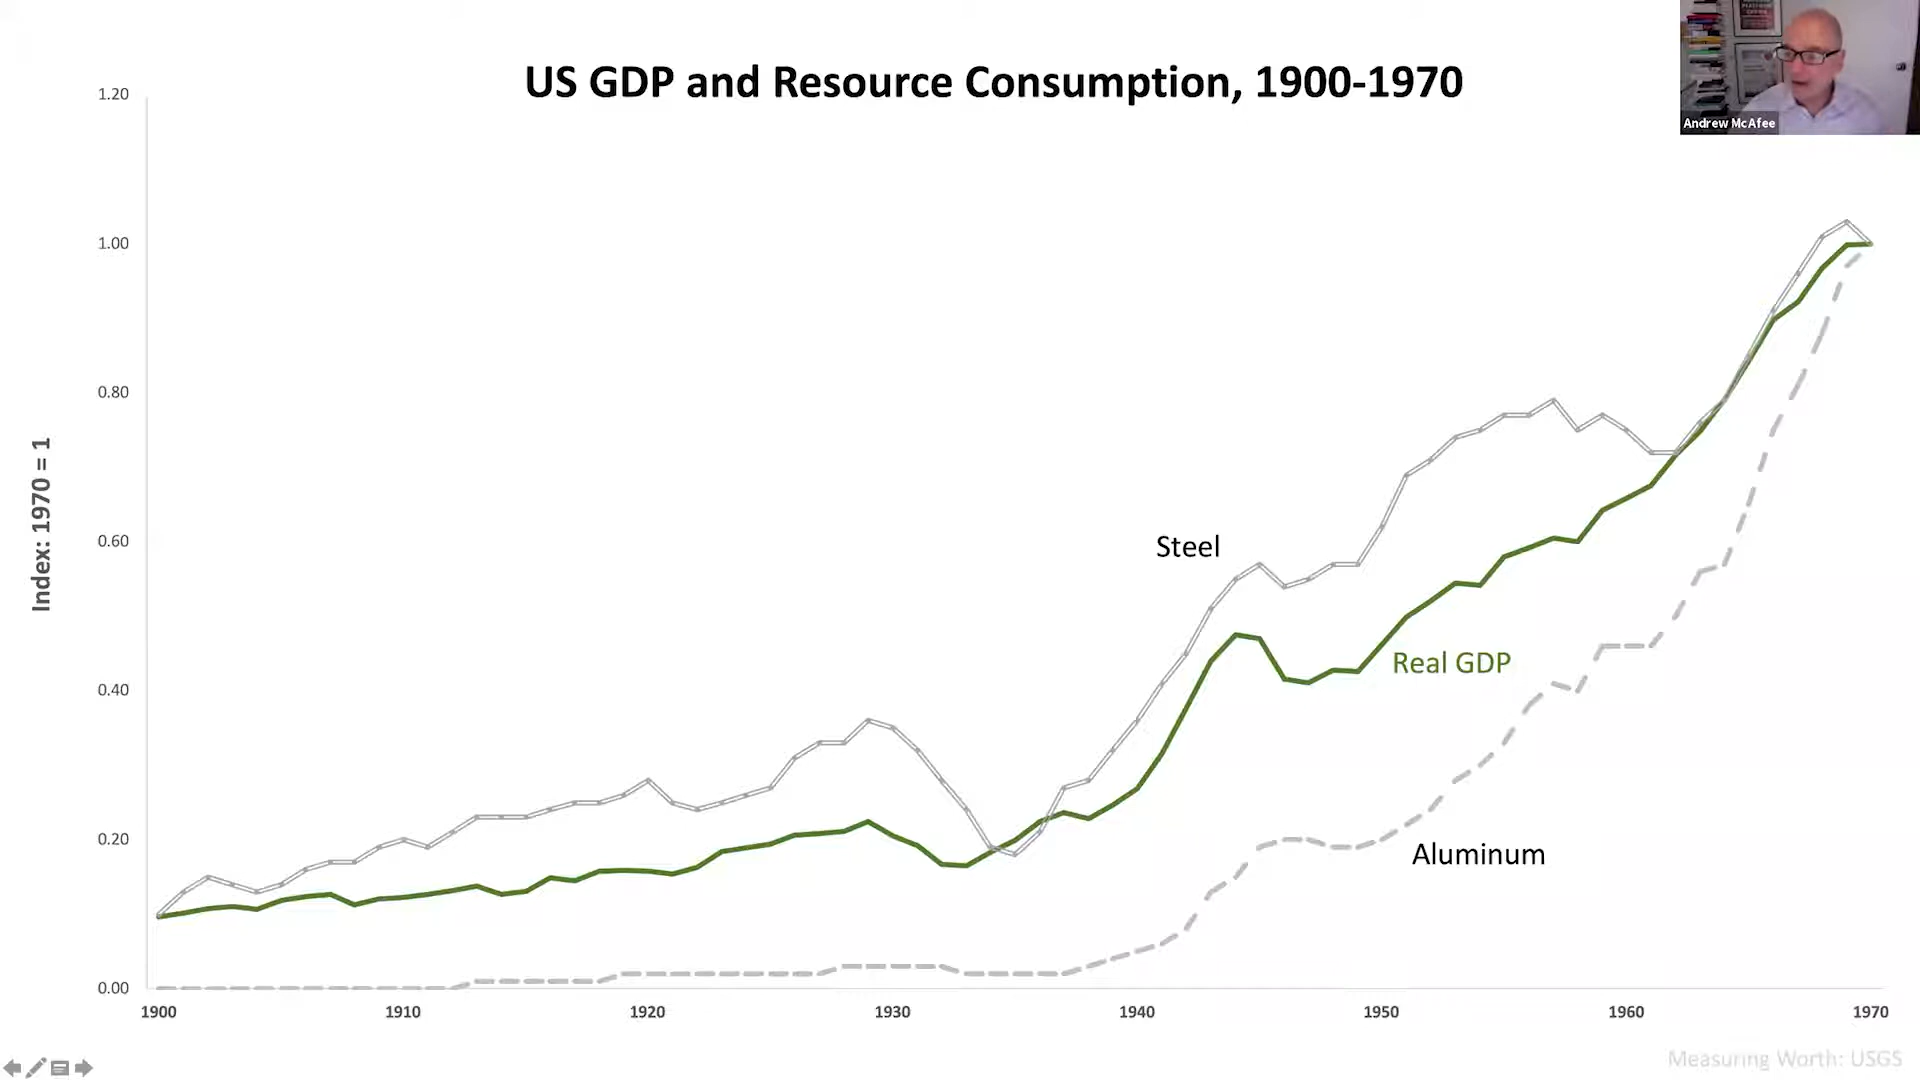 US GDP and Resource Consumption, 1900-1970
Andrew McAfee
Index: 1970 = 1
1.20
1.00
0.80
0.60
0.40
0.20
0.00
Steel
Real GDP
Aluminum
1900 1910 1920 1930 1940 1950 1960 1970
Measuring Worth: USGS